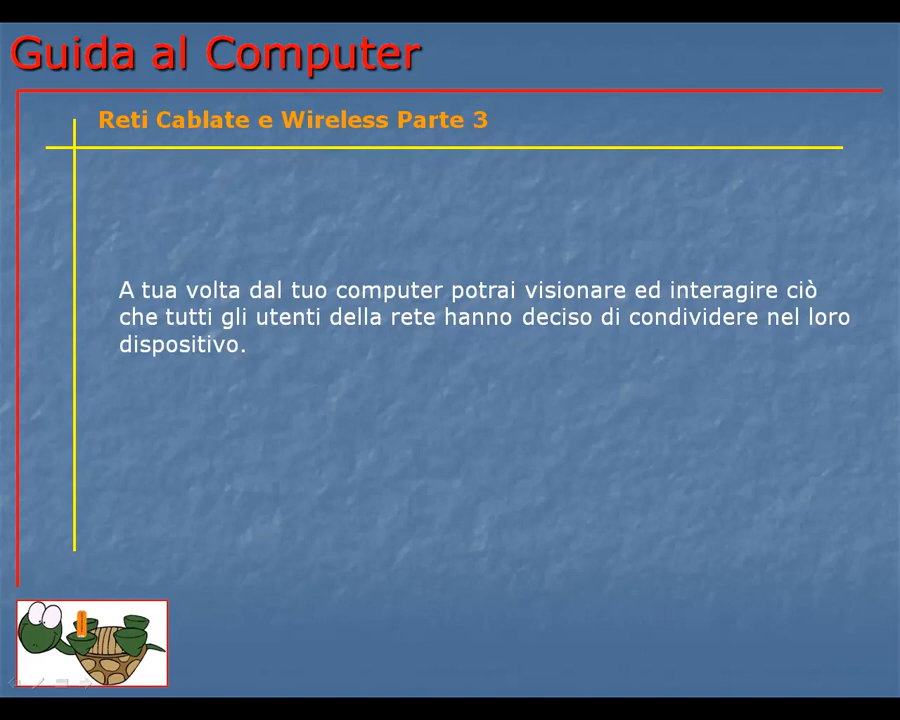 Guida al Computer
Reti Cablate e Wireless Parte 3
A tua volta dal tuo computer potrai visionare ed interagire ciò
che tutti gli utenti della rete hanno deciso di condividere nel loro
dispositivo.